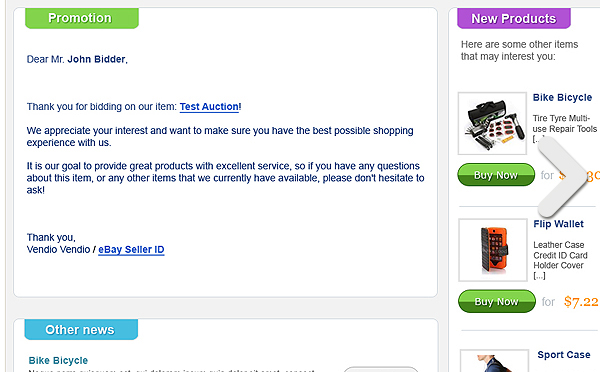 Promotion
Dear Mr. John Bidder,
Thank you for bidding on our item: Test Auction!
We appreciate your interest and want to make sure you have the best possible shopping
experience with us.
It is our goal to provide great products with excellent service, so if you have any questions
about this item, or any other items that we currently have available, please don't hesitate to
ask!
Thank you,
Vendio Vendio / eBay Seller ID
Other news
Bike Bicycle
New Products
Here are some other items
that may interest you:
Bike Bicycle
Tire Tyre Multi-
use Repair Tools
[...]
Buy Now for
Flip Wallet
Leather Case
Credit ID Card
Holder Cover
[...]
Buy Now for $7.22
Sport Case